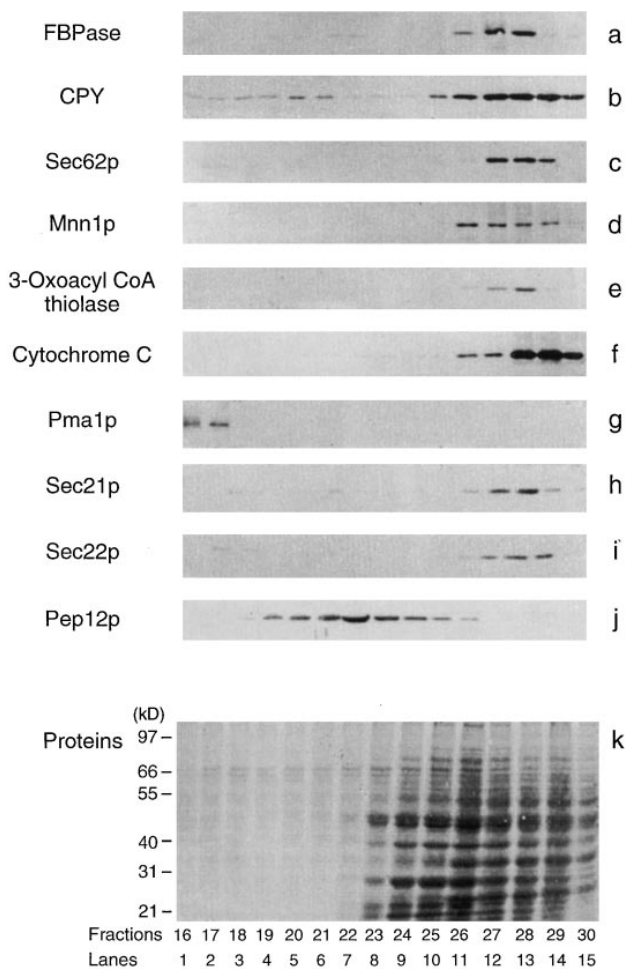 FBPase a
CPY b
Sec62p c
Mnn1p d
3-Oxoacyl CoA
thiolase e
Cytochrome C f
Pma1p g
Sec21p h
Sec22p i
Pep12p j
(kD)
Proteins k
97
66
55
40
31
21
Fractions 16 17 18 19 20 21 22 23 24 25 26 27 28 29 30
Lanes 1 2 3 4 5 6 7 8 9 10 11 12 13 14 15